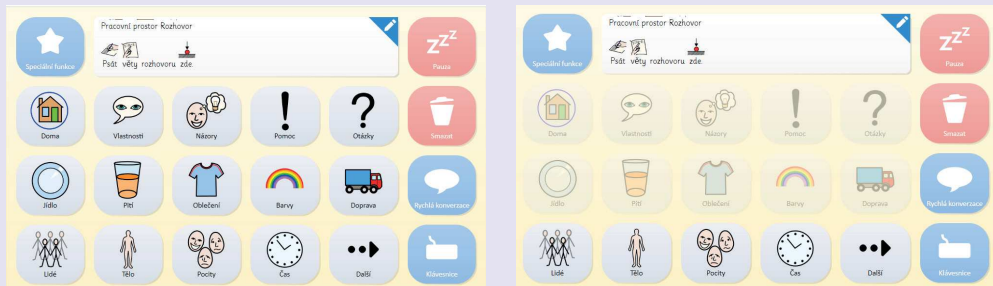 Pracovní prostor Rozhovor
Speciální funkce
Psát věty rozhovoru zde.
zzz
Pauza
Doma
Vlastnosti
Názory
Pomoc
Otázky
Smazat
Jídlo
Pití
Oblečení
Barvy
Doprava
Rychlá konverzace
Lidé
Tělo
Pocity
Čas
Další
Klávesnice
Pracovní prostor Rozhovor
Speciální funkce
Psát věty rozhovoru zde.
zzz
Pauza
Doma
Vlastnosti
Názory
Pomoc
Otázky
Smazat
Jídlo
Pití
Oblečení
Barvy
Doprava
Rychlá konverzace
Lidé
Tělo
Pocity
Čas
Další
Klávesnice